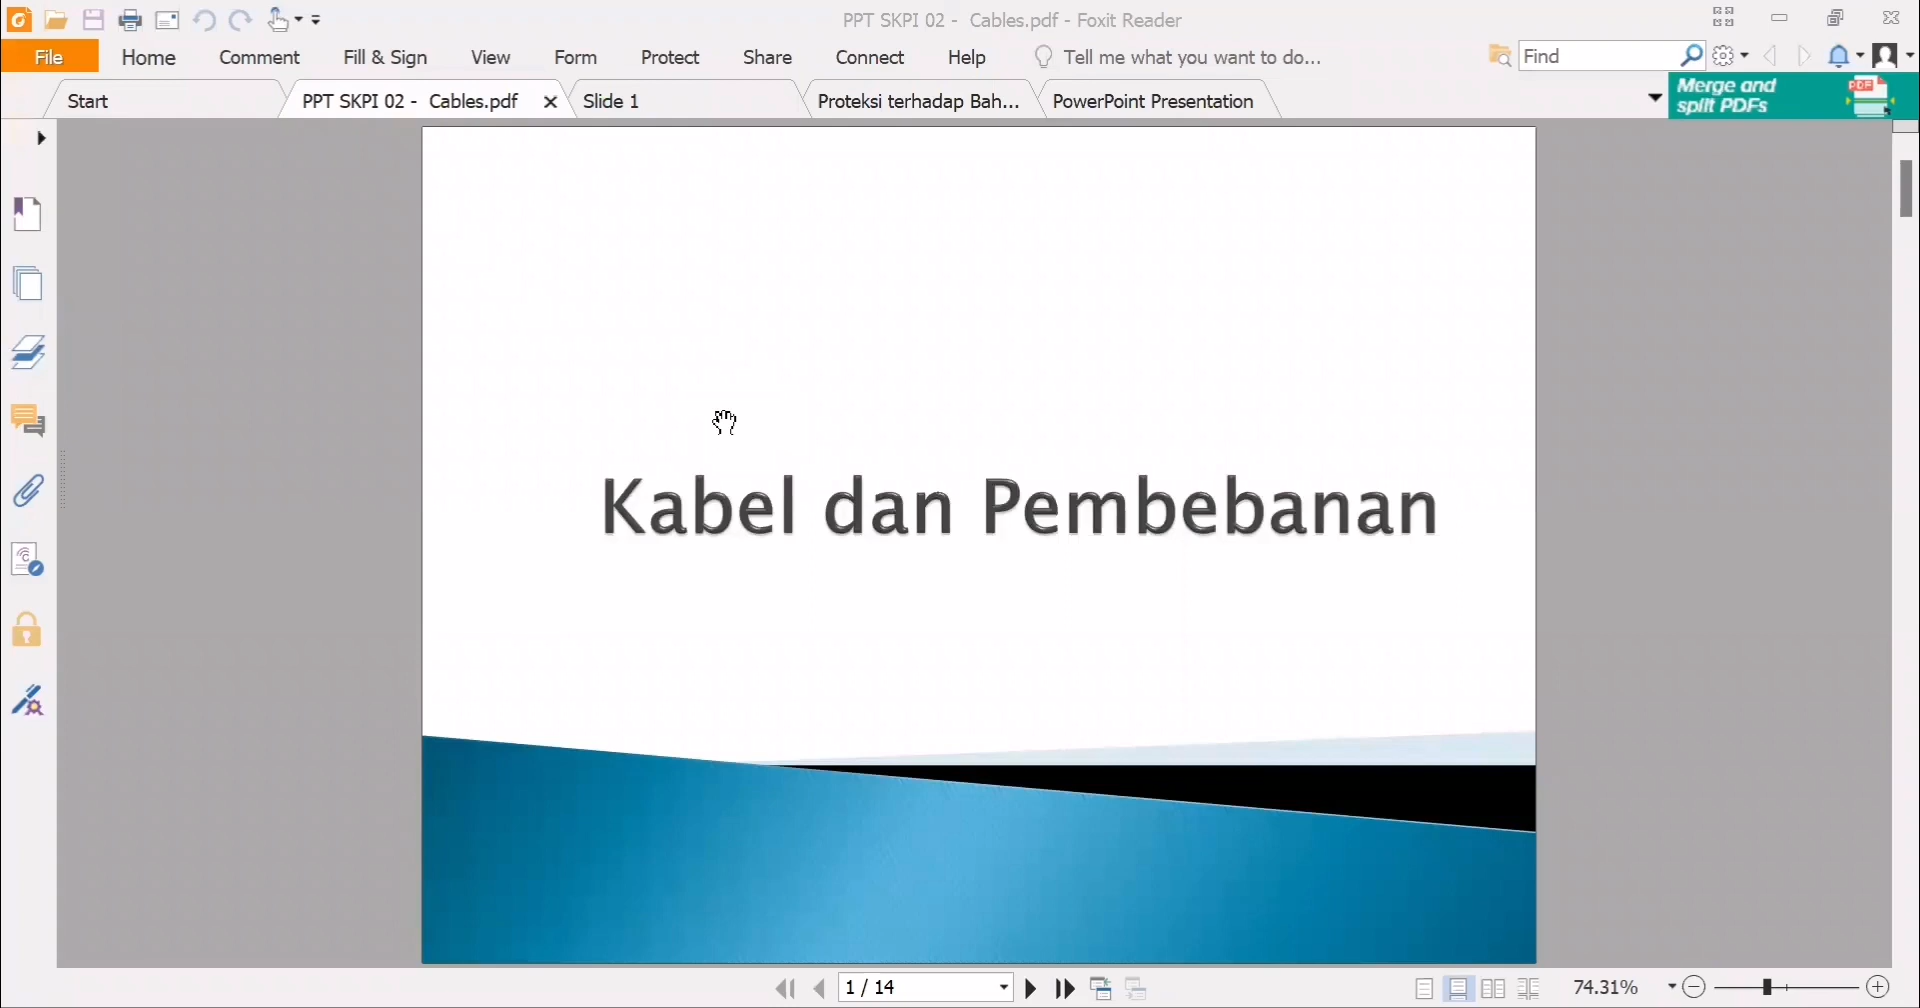 PPT SKPI 02 - Cables.pdf - Foxit Reader
File Home Comment Fill & Sign View Form Protect Share Connect Help Tell me what you want to do... Find
Start PPT SKPI 02 - Cables.pdf Slide 1 Proteksi terhadap Bah... PowerPoint Presentation
Merge and
split PDFs
PDF
Kabel dan Pembebanan
1 / 14
74.31%